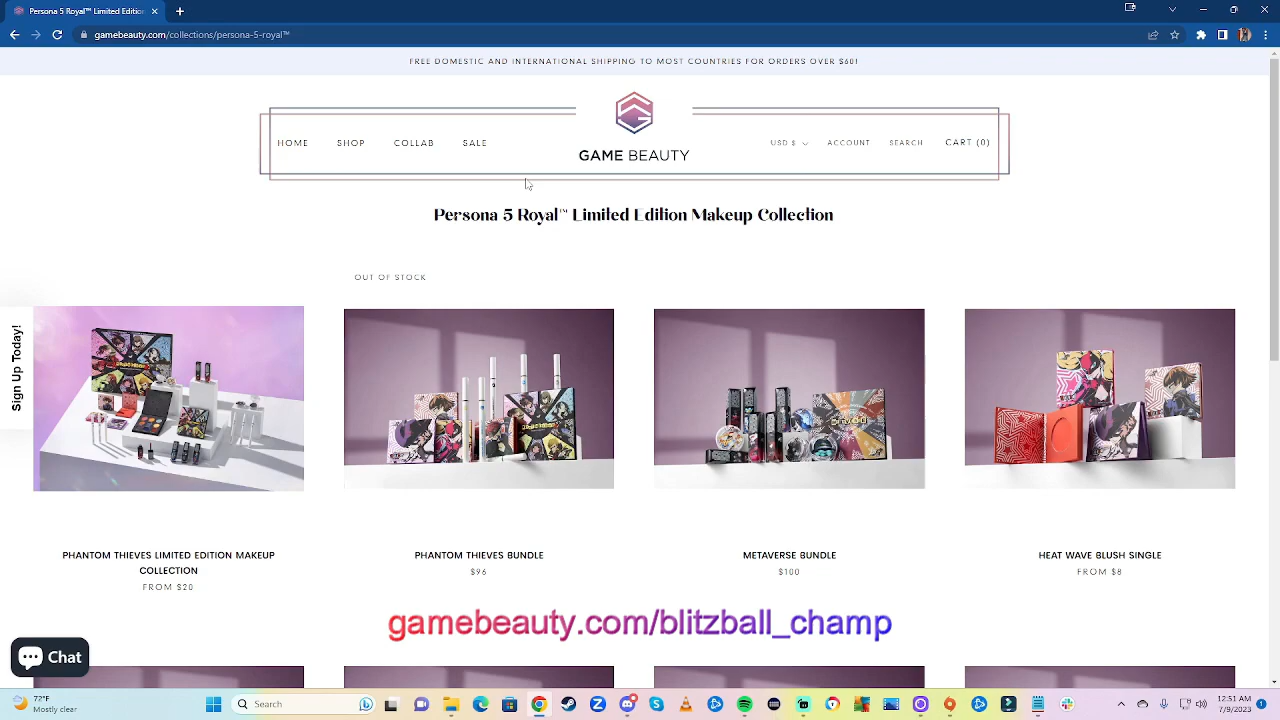 Persona 5 Royal™ Limited Edition
gamebeauty.com/collections/persona-5-royal™
FREE DOMESTIC AND INTERNATIONAL SHIPPING TO MOST COUNTRIES FOR ORDERS OVER $60!
HOME SHOP COLLAB SALE
GAME BEAUTY
USD $ ACCOUNT SEARCH CART (0)
Persona 5 Royal™ Limited Edition Makeup Collection
OUT OF STOCK
Sign Up Today!
PHANTOM THIEVES LIMITED EDITION MAKEUP
COLLECTION
FROM $20
PHANTOM THIEVES BUNDLE
$96
METAVERSE BUNDLE
$100
HEAT WAVE BLUSH SINGLE
FROM $8
gamebeauty.com/blitzball_champ
Chat
72°F
Mostly clear
Search
12:51 AM
7/20/2023